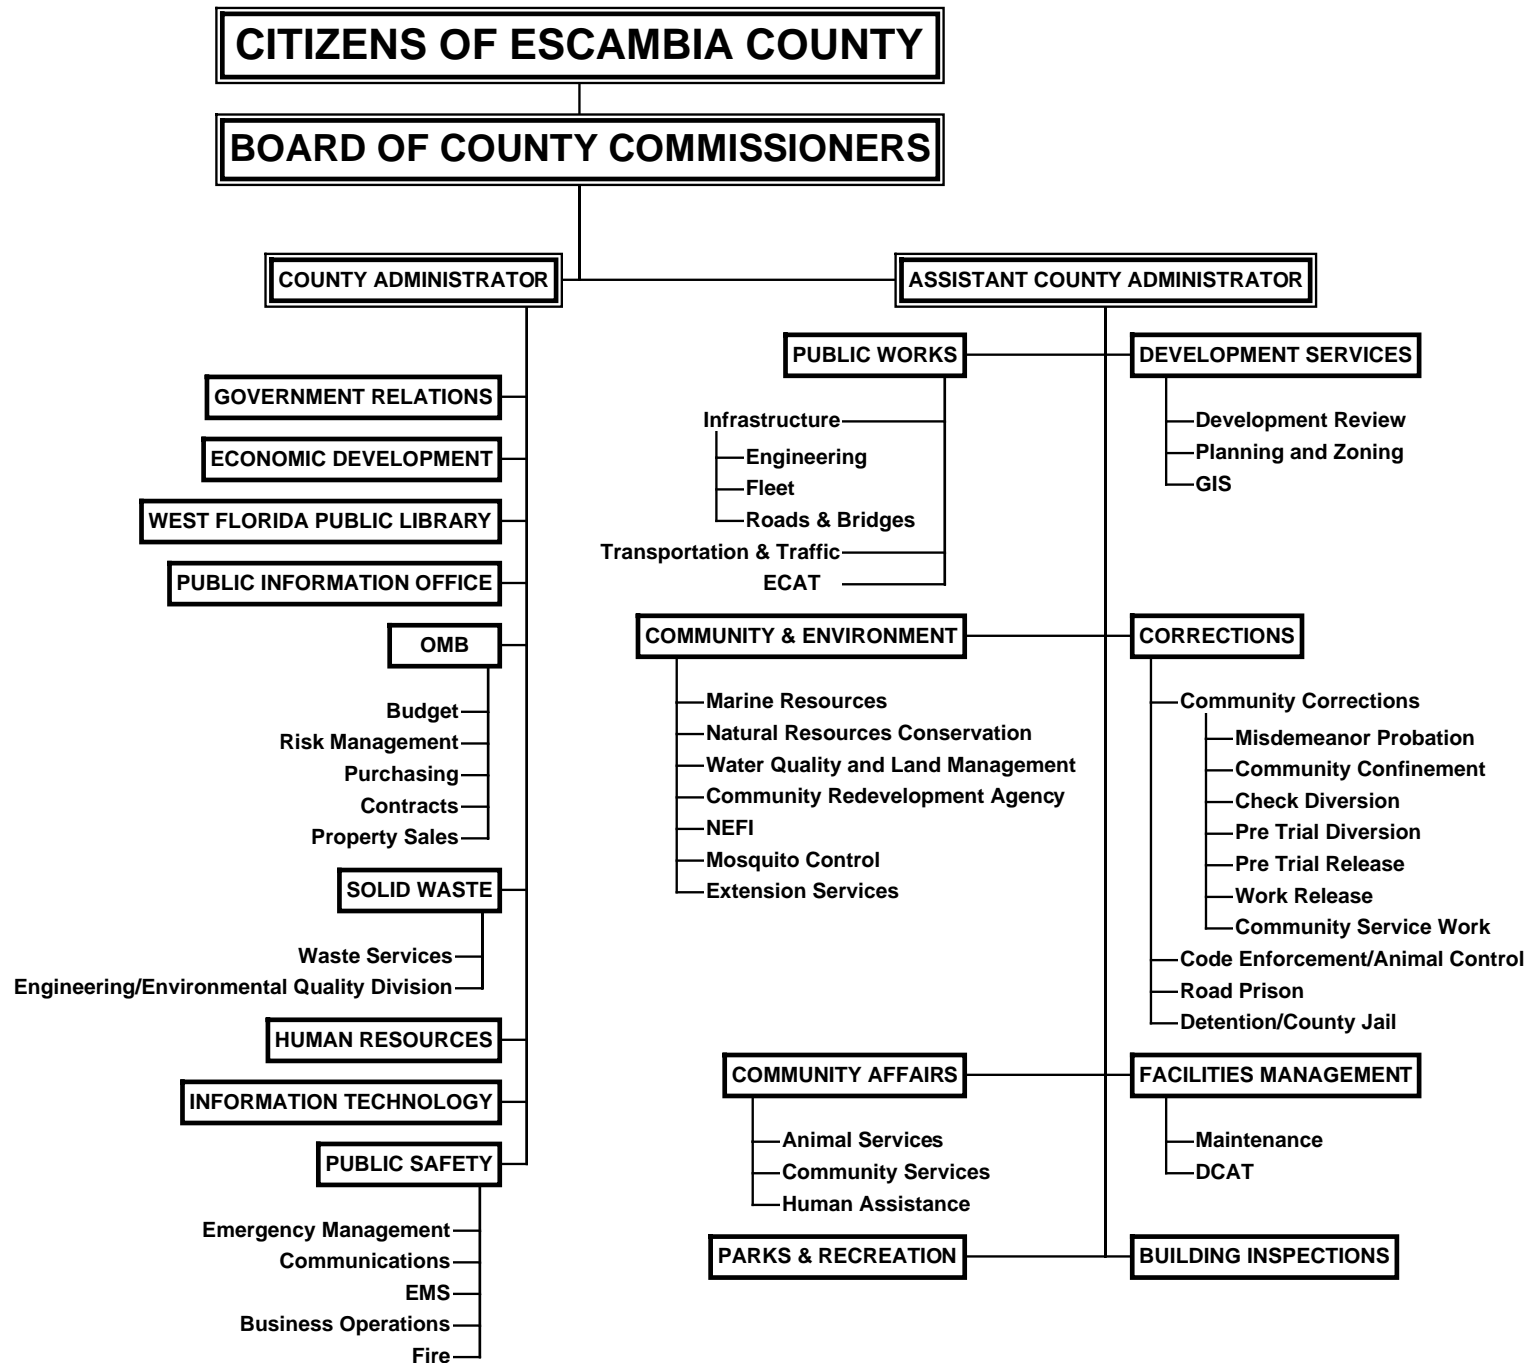 CITIZENS OF ESCAMBIA COUNTY
BOARD OF COUNTY COMMISSIONERS
COUNTY ADMINISTRATOR
GOVERNMENT RELATIONS
ECONOMIC DEVELOPMENT
WEST FLORIDA PUBLIC LIBRARY
PUBLIC INFORMATION OFFICE
OMB
Budget
Risk Management
Purchasing
Contracts
Property Sales
SOLID WASTE
Waste Services
Engineering/Environmental Quality Division
HUMAN RESOURCES
INFORMATION TECHNOLOGY
PUBLIC SAFETY
Emergency Management
Communications
EMS
Business Operations
Fire
ASSISTANT COUNTY ADMINISTRATOR
PUBLIC WORKS
Infrastructure
Engineering
Fleet
Roads & Bridges
Transportation & Traffic
ECAT
DEVELOPMENT SERVICES
Development Review
Planning and Zoning
GIS
COMMUNITY & ENVIRONMENT
Marine Resources
Natural Resources Conservation
Water Quality and Land Management
Community Redevelopment Agency
NEFI
Mosquito Control
Extension Services
CORRECTIONS
Community Corrections
Misdemeanor Probation
Community Confinement
Check Diversion
Pre Trial Diversion
Pre Trial Release
Work Release
Community Service Work
Code Enforcement/Animal Control
Road Prison
Detention/County Jail
COMMUNITY AFFAIRS
Animal Services
Community Services
Human Assistance
FACILITIES MANAGEMENT
Maintenance
DCAT
PARKS & RECREATION
BUILDING INSPECTIONS